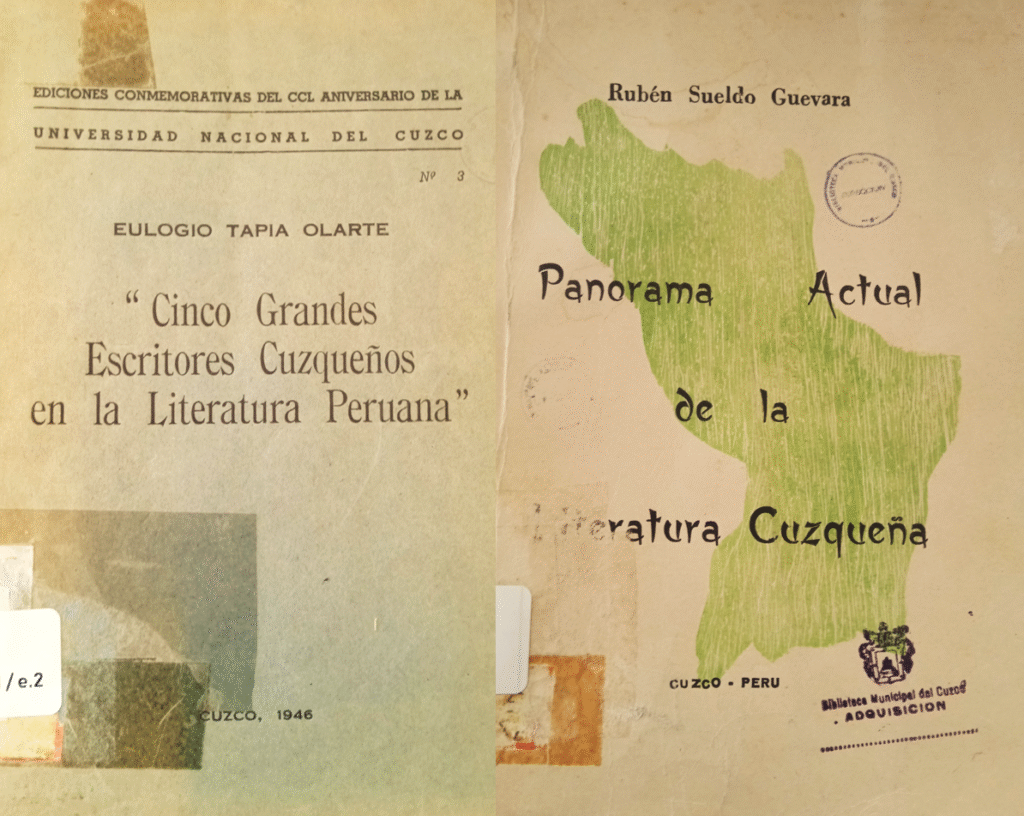 EDICIONES CONMEMORATIVAS DEL CCL ANIVERSARIO DE LA
UNIVERSIDAD NACIONAL DEL CUZCO
Nº 3
EULOGIO TAPIA OLARTE
“ Cinco Grandes
Escritores Cuzqueños
en la Literatura Peruana”
/ e.2
CUZCO, 1946
Rubén Sueldo Guevara
Panorama Actual
de la
Literatura Cuzqueña
CUZCO - PERU
Biblioteca Municipal del Cuzco
. ADQUISICION